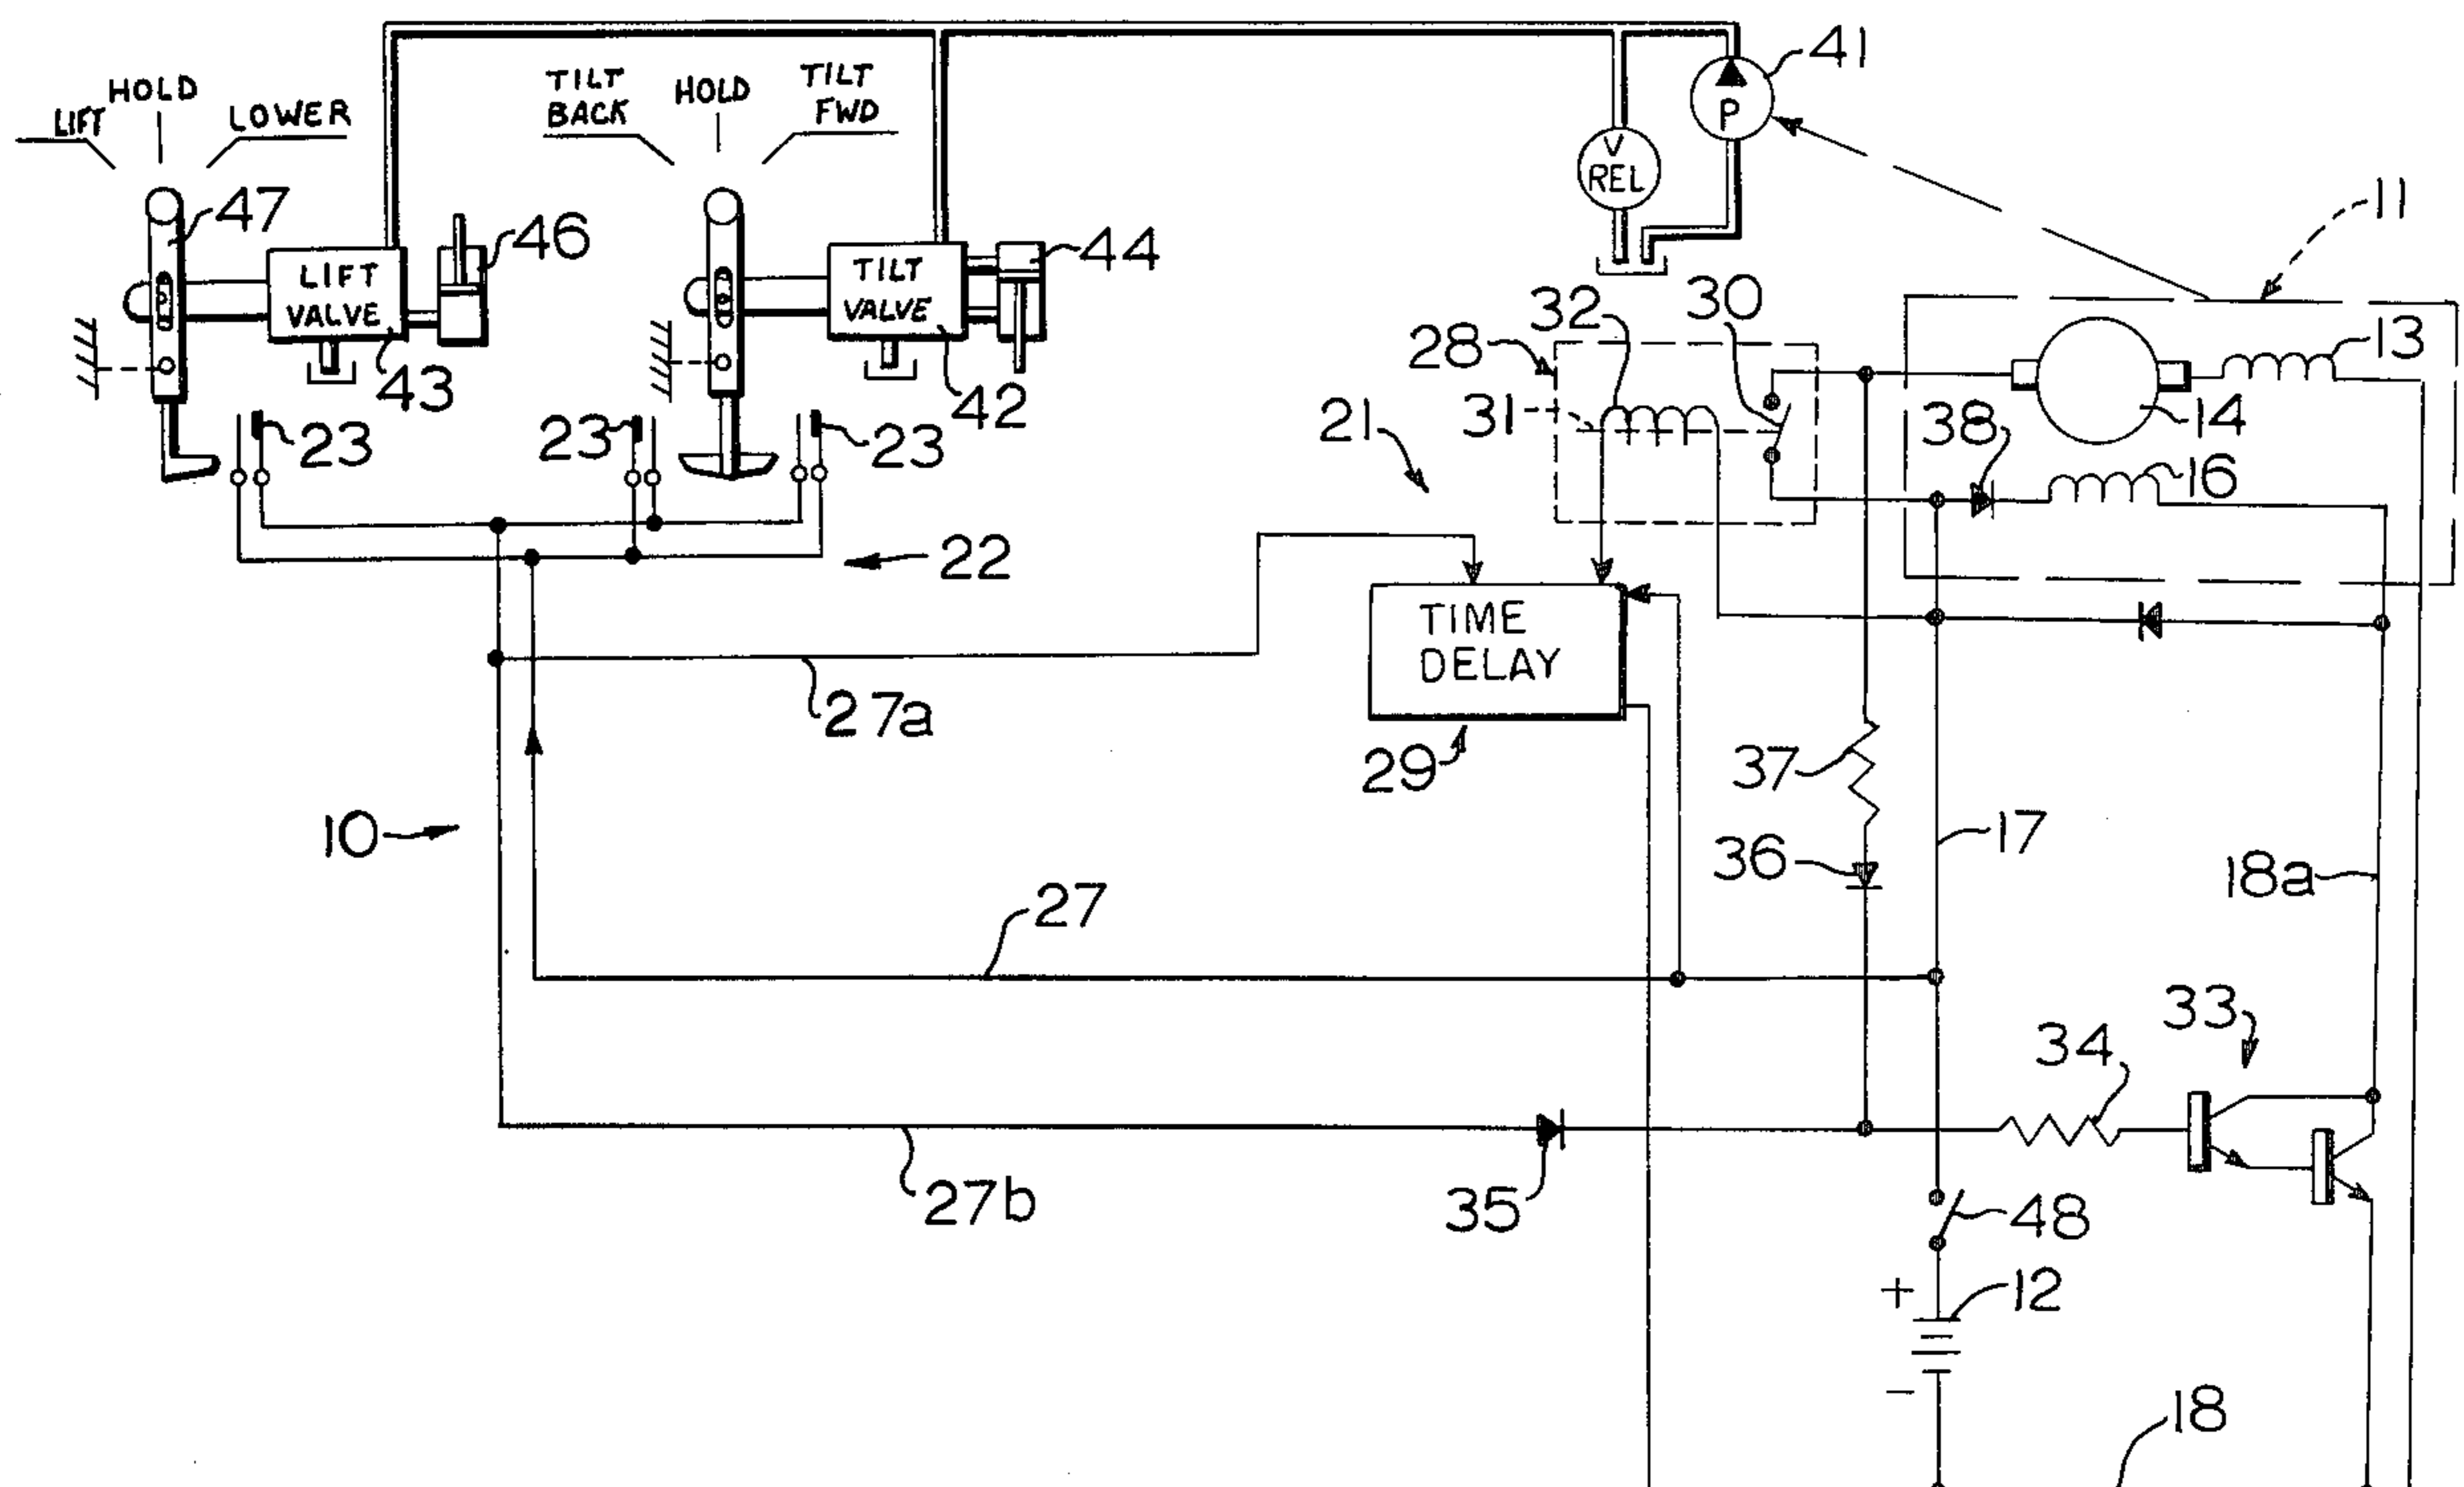 41
HOLD
LIFT
LOWER
TILT
BACK
HOLD
TILT
FWD
P
V
REL
11
47
46
44
LIFT
VALVE
TILT
VALVE
43
42
32
30
28
31
13
14
38
16
23
23
23
21
22
TIME
DELAY
27a
29
37
10
36
17
18a
27
33
34
27b
35
48
+
12
-
18